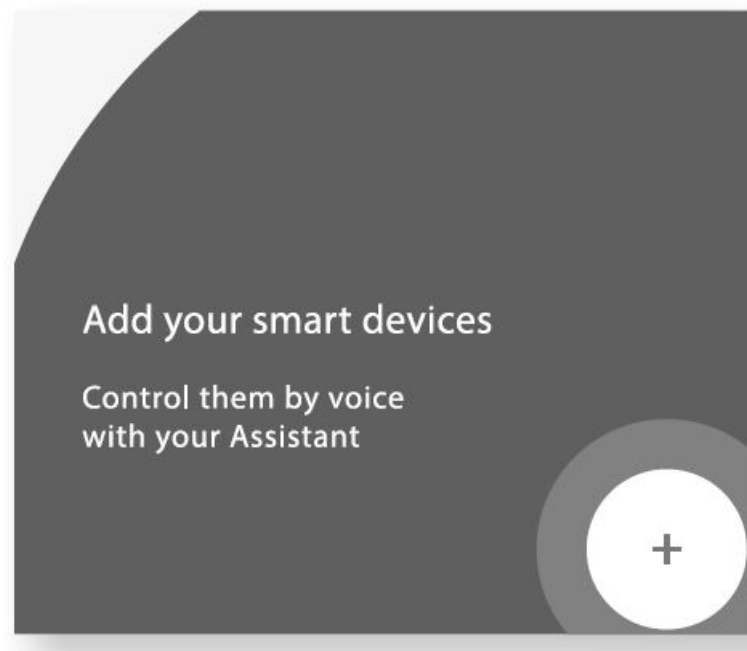 Add your smart devices
Control them by voice
with your Assistant
+